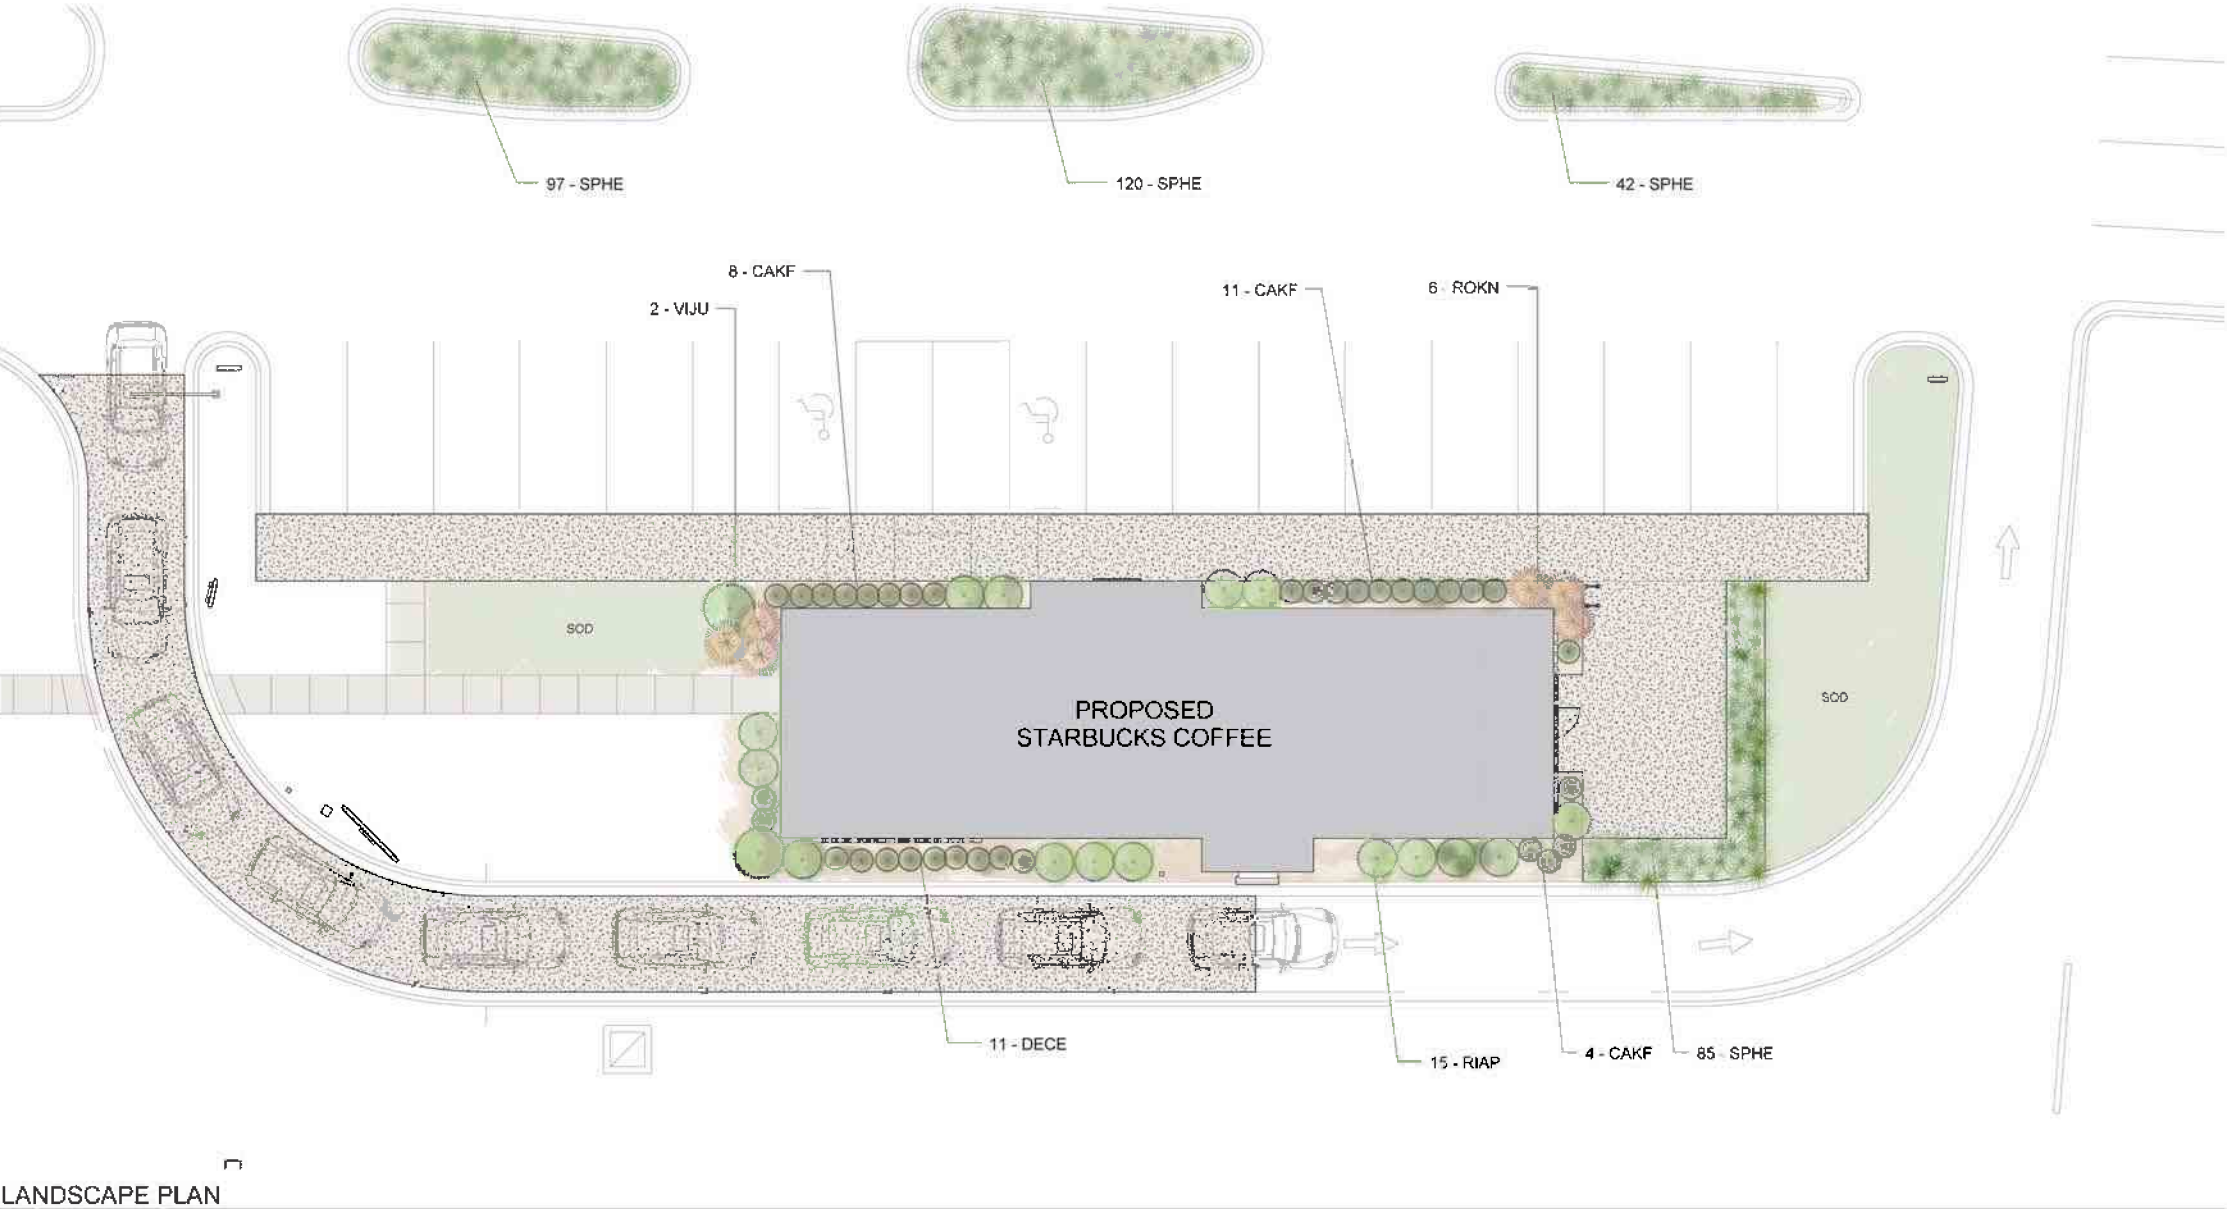 97 - SPHE
120 - SPHE
42 - SPHE
8 - CAKF
2 - VIJU
11 - CAKF
6 - ROKN
SOD
PROPOSED
STARBUCKS COFFEE
SOD
11 - DECE
15 - RIAP
4 - CAKF
85 - SPHE
LANDSCAPE PLAN